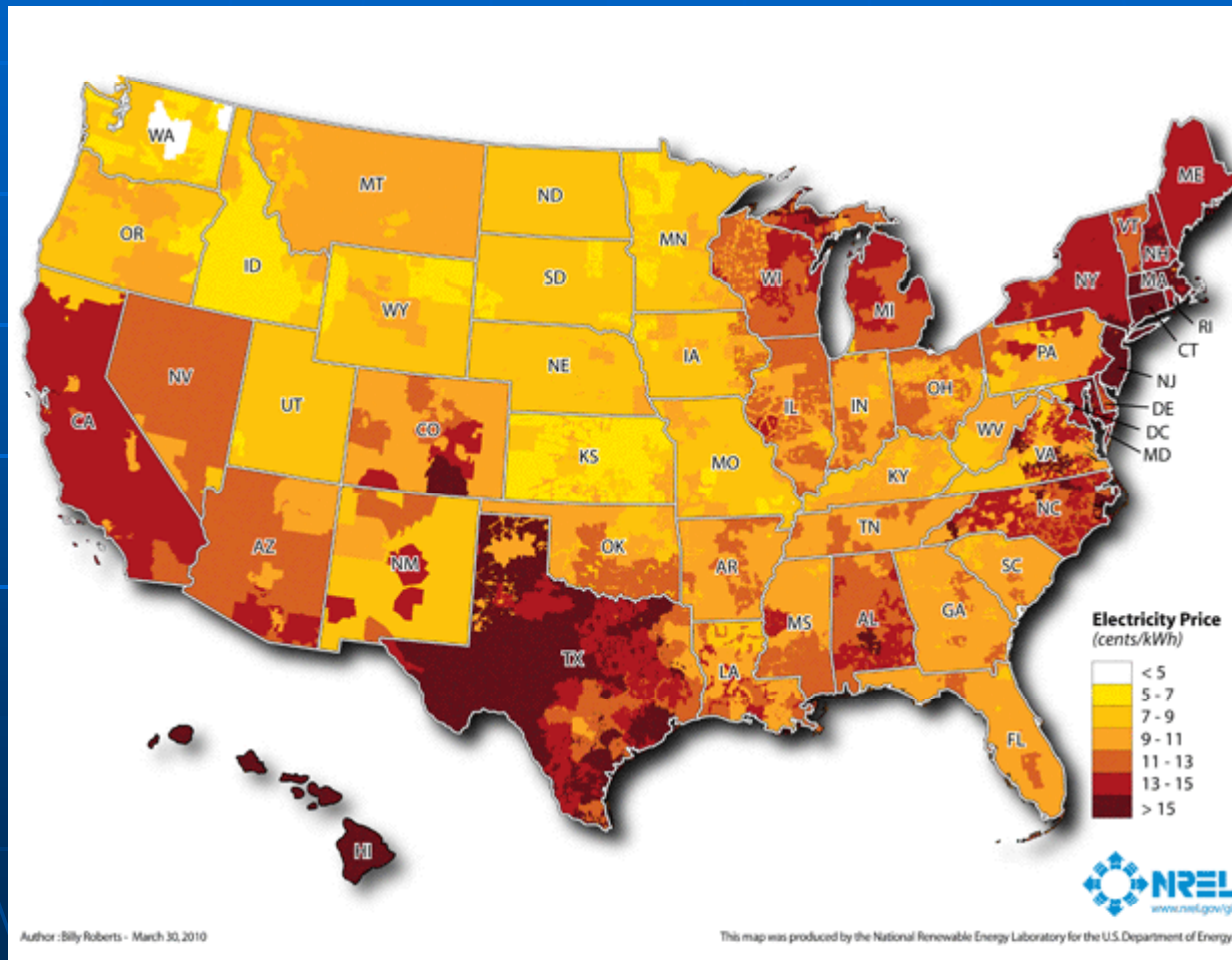 WA
MT
ND
MN
OR
ID
SD
WI
WY
MI
ME
VT
NH
NY
MA
RI
CT
NV
NE
IA
PA
NJ
UT
CO
IL
IN
OH
DE
DC
MD
CA
KS
MO
WV
VA
KY
AZ
NM
OK
AR
TN
NC
SC
MS
AL
GA
TX
LA
FL
HI
Electricity Price
(cents/kWh)
< 5
5 - 7
7 - 9
9 - 11
11 - 13
13 - 15
> 15
NREL
www.nrel.gov/gi
Author : Billy Roberts - March 30, 2010
This map was produced by the National Renewable Energy Laboratory for the U.S. Department of Energy